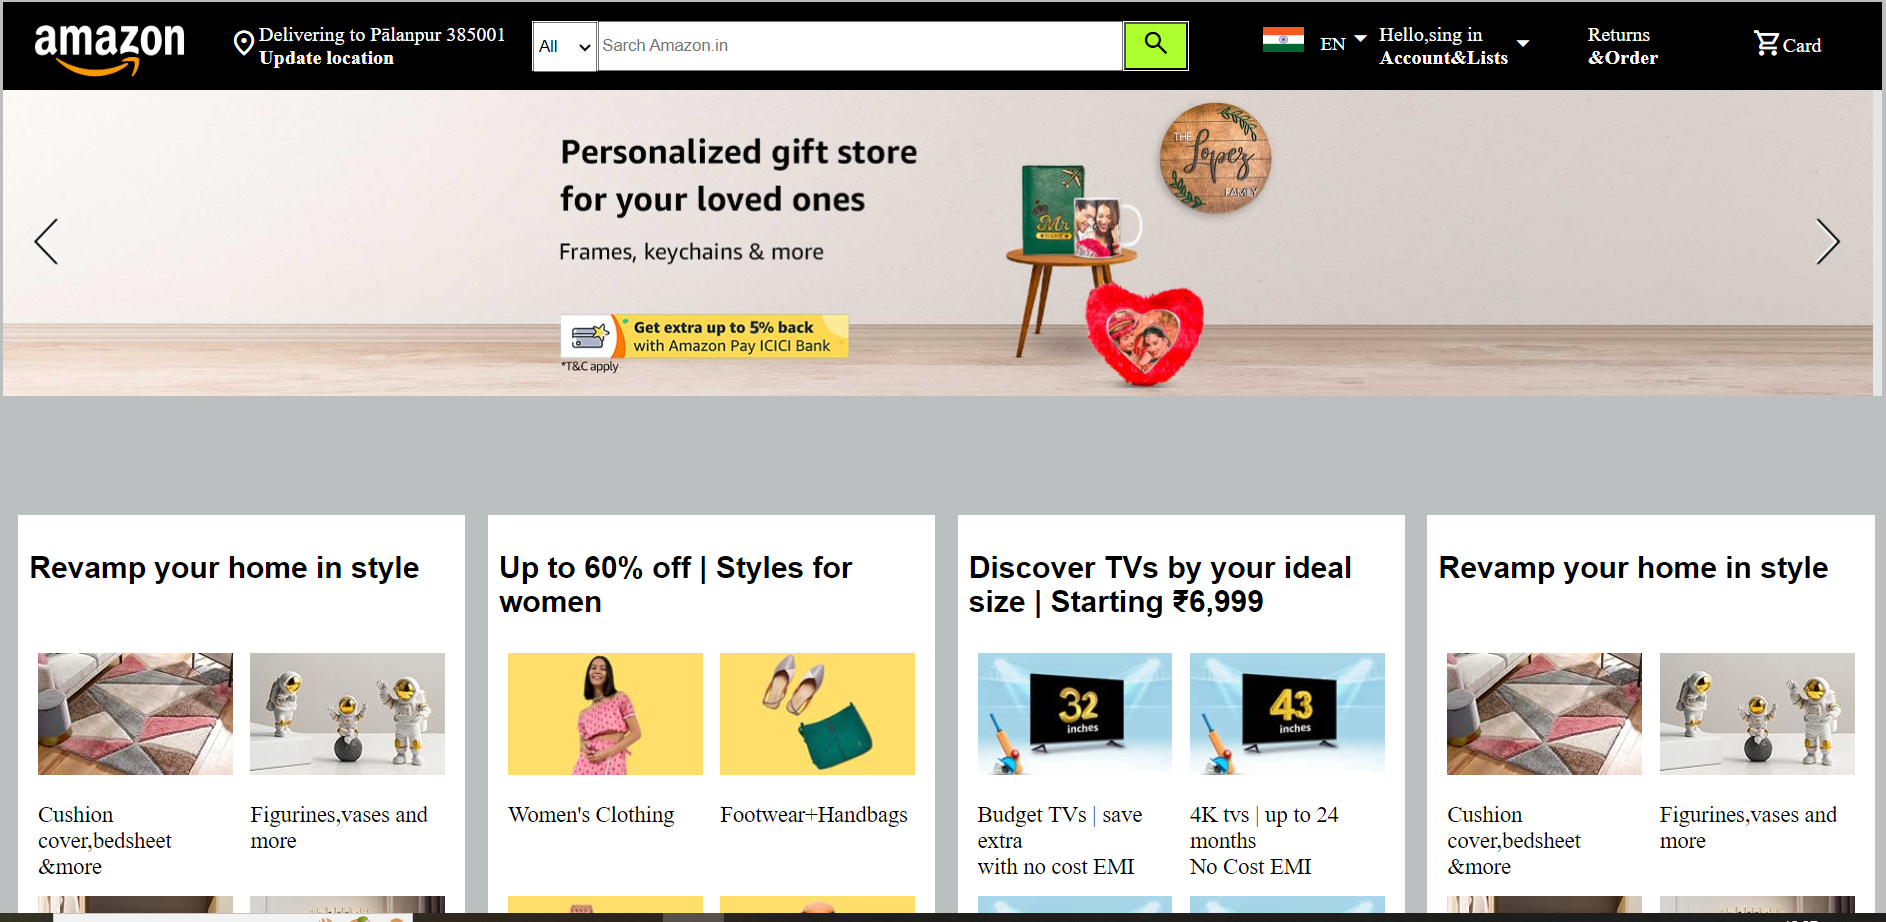 amazon
Delivering to Pālanpur 385001
Update location
All
Sarch Amazon.in
EN
Hello,sing in
Account&Lists
Returns
&Order
Card
Personalized gift store
for your loved ones
Frames, keychains & more
Get extra up to 5% back
with Amazon Pay ICICI Bank
*T&C apply
THE
Lopez
FAMILY
Mr
NAME
Revamp your home in style
Cushion
cover,bedsheet
&more
Figurines,vases and
more
Up to 60% off | Styles for
women
Women's Clothing
Footwear+Handbags
Discover TVs by your ideal
size | Starting ₹6,999
32
inches
43
inches
Budget TVs | save
extra
with no cost EMI
4K tvs | up to 24
months
No Cost EMI
Revamp your home in style
Cushion
cover,bedsheet
&more
Figurines,vases and
more